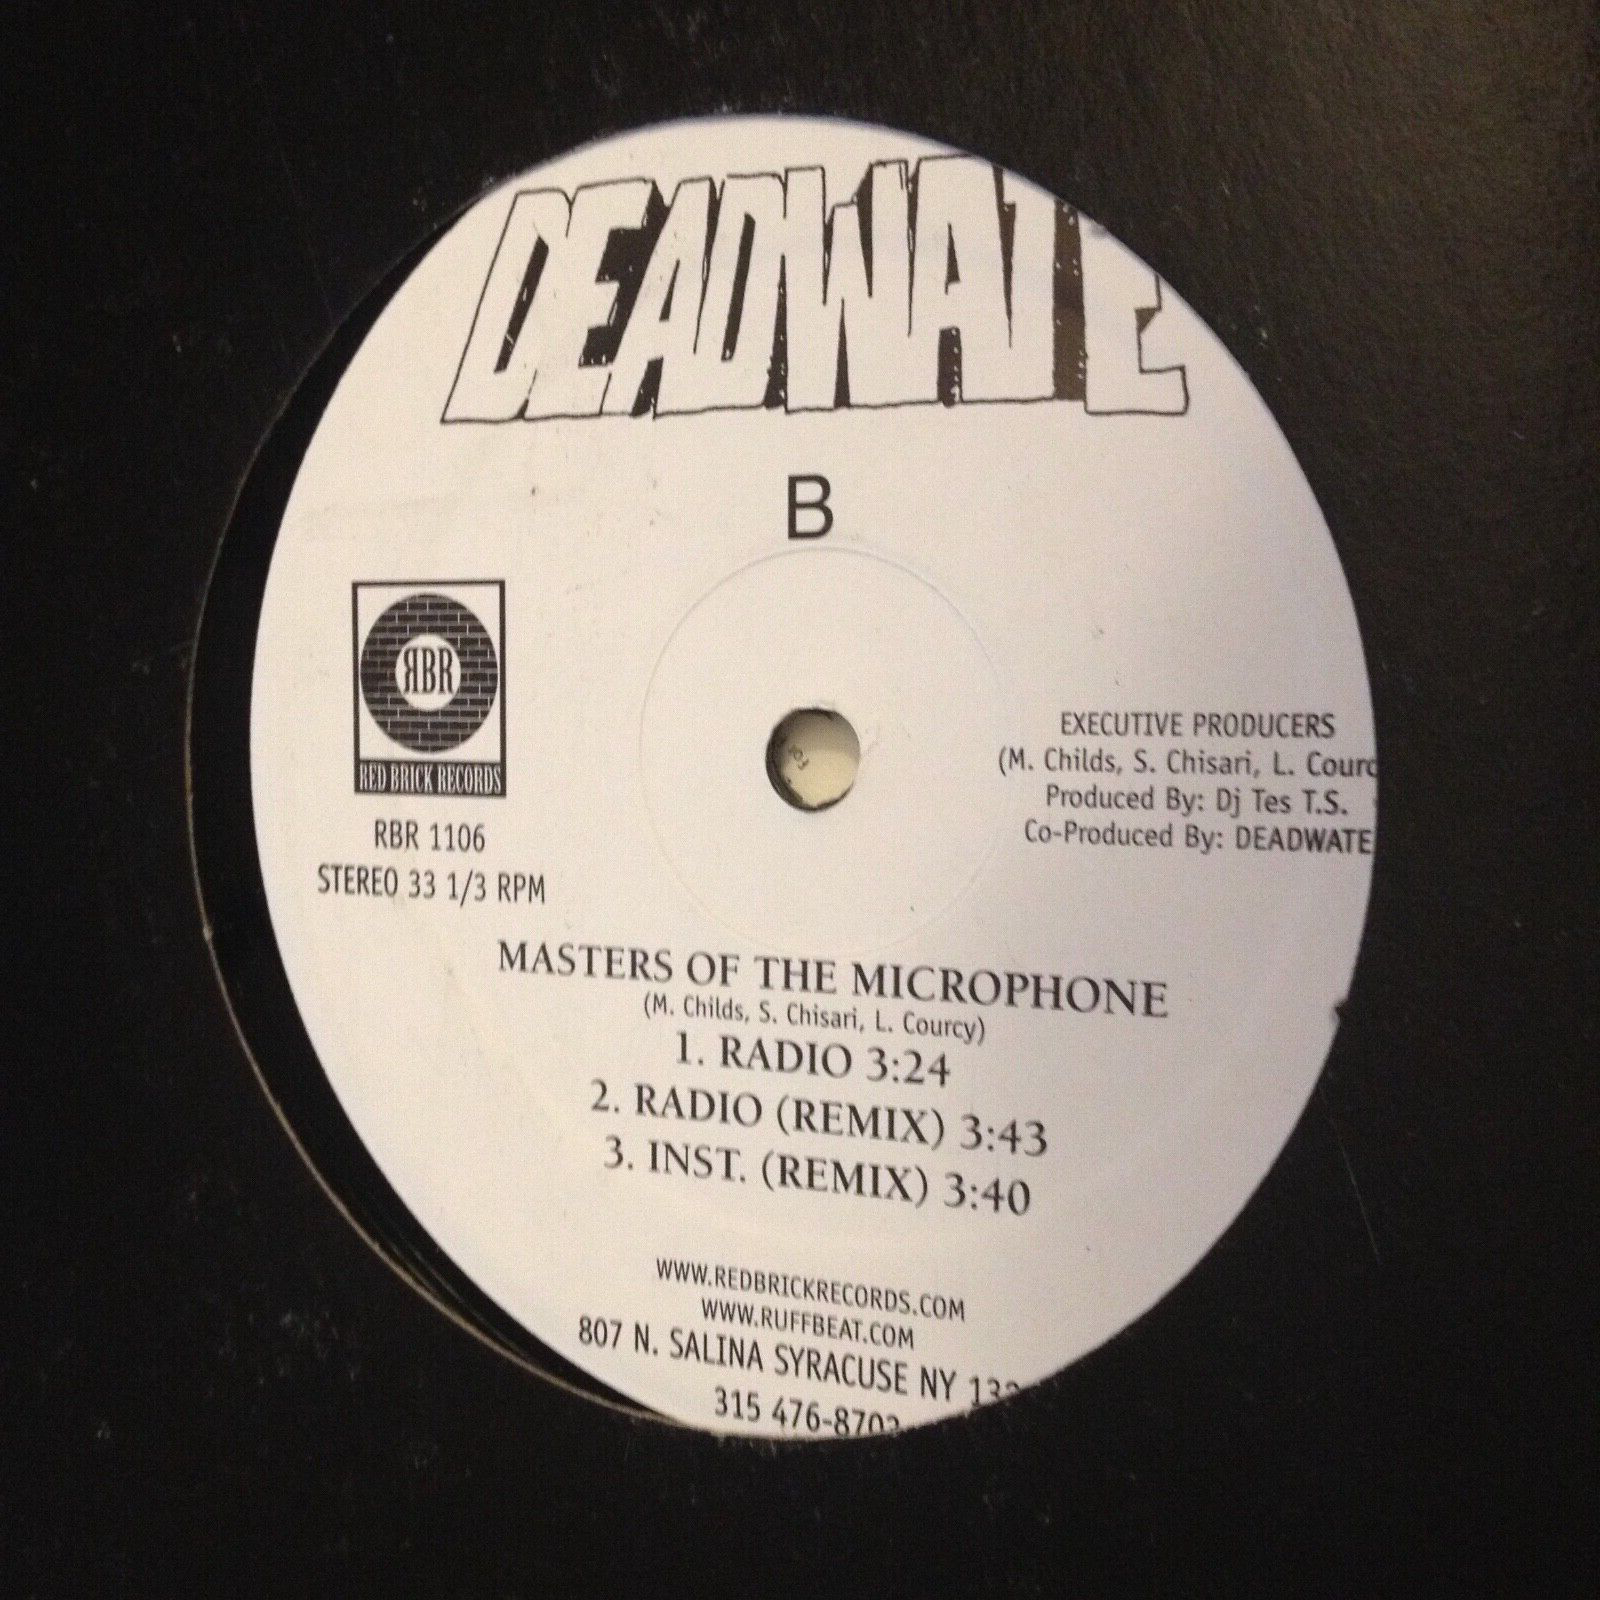 DEADWATE
B
RBR
RED BRICK RECORDS
RBR 1106
STEREO 33 1/3 RPM
EXECUTIVE PRODUCERS
(M. Childs, S. Chisari, L. Courc
Produced By: Dj Tes T.S.
Co-Produced By: DEADWATE
MASTERS OF THE MICROPHONE
(M. Childs, S. Chisari, L. Courcy)
1. RADIO 3:24
2. RADIO (REMIX) 3:43
3. INST. (REMIX) 3:40
WWW.REDBRICKRECORDS.COM
WWW.RUFFBEAT.COM
807 N. SALINA SYRACUSE NY
315